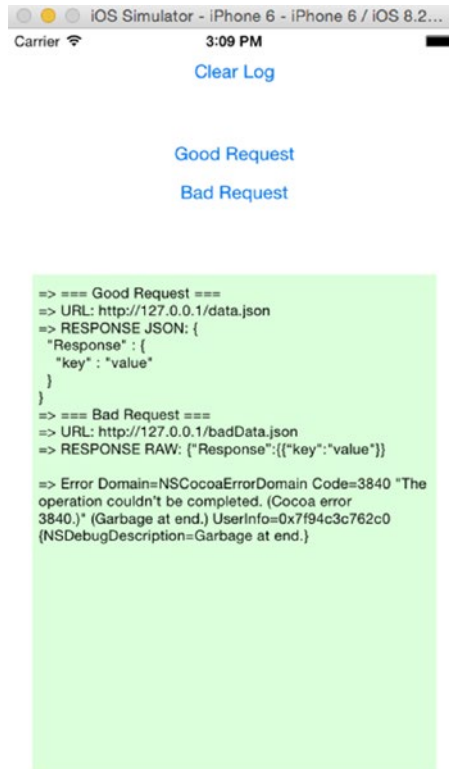 iOS Simulator - iPhone 6 - iPhone 6 / iOS 8.2...
Carrier 3:09 PM
Clear Log
Good Request
Bad Request
=> === Good Request ===
=> URL: http://127.0.0.1/data.json
=> RESPONSE JSON: {
"Response" : {
"key" : "value"
}
}
=> === Bad Request ===
=> URL: http://127.0.0.1/badData.json
=> RESPONSE RAW: {"Response":{{"key":"value"}}
=> Error Domain=NSCocoaErrorDomain Code=3840 "The
operation couldn't be completed. (Cocoa error
3840.)" (Garbage at end.) UserInfo=0x7f94c3c762c0
{NSDebugDescription=Garbage at end.}